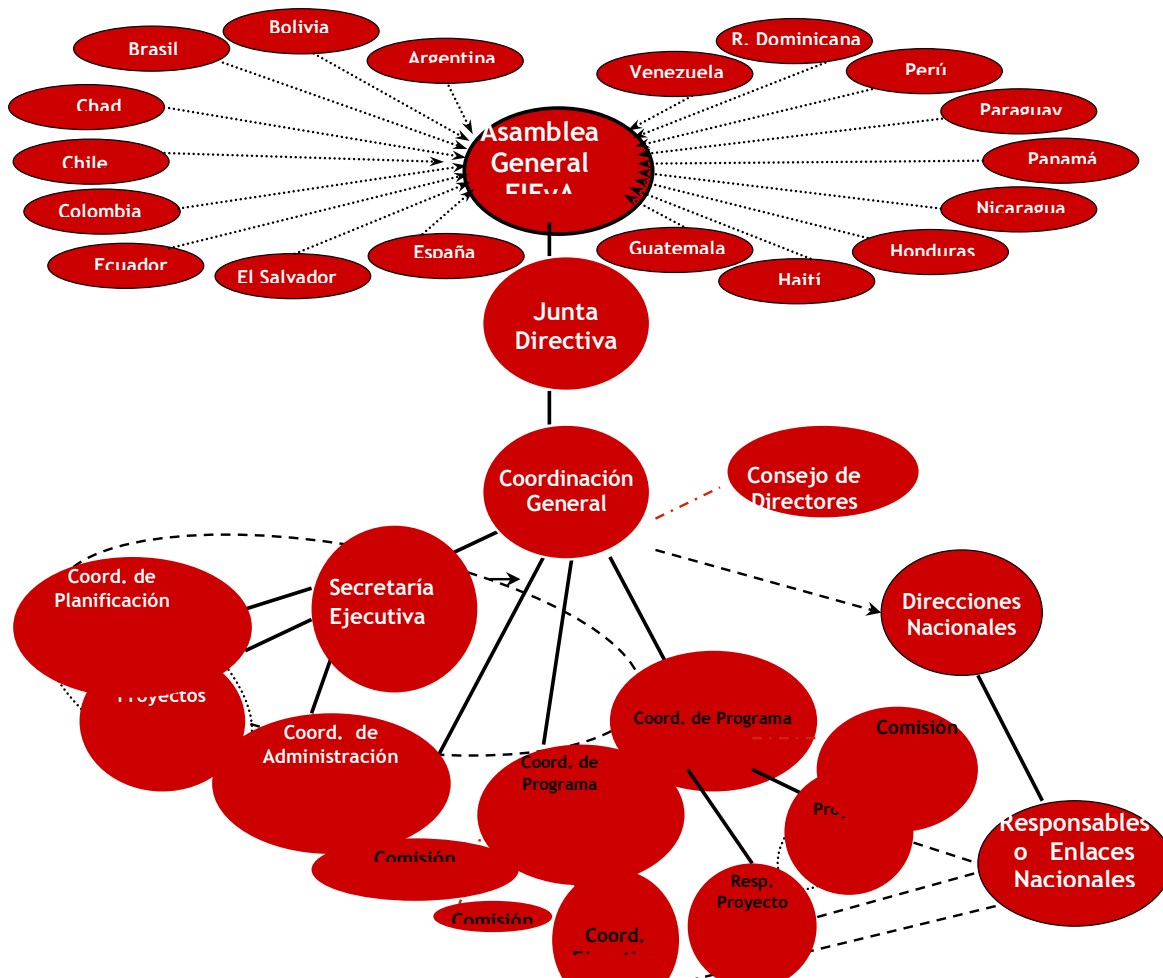 Bolivia
R. Dominicana
Brasil
Argentina
Venezuela
Perú
Chad
Paraguay
Asamblea
General
FIFyA
Chile
Panamá
Colombia
Nicaragua
Ecuador
El Salvador
España
Guatemala
Haití
Honduras
Junta
Directiva
Coordinación
General
Consejo de
Directores
Coord. de
Planificación
Secretaría
Ejecutiva
Direcciones
Nacionales
Proyectos
Coord. de
Administración
Coord. de Programa
Comisión
Coord. de
Programa
Responsables
o Enlaces
Nacionales
Comisión
Resp.
Proyecto
Comisión
Coord.